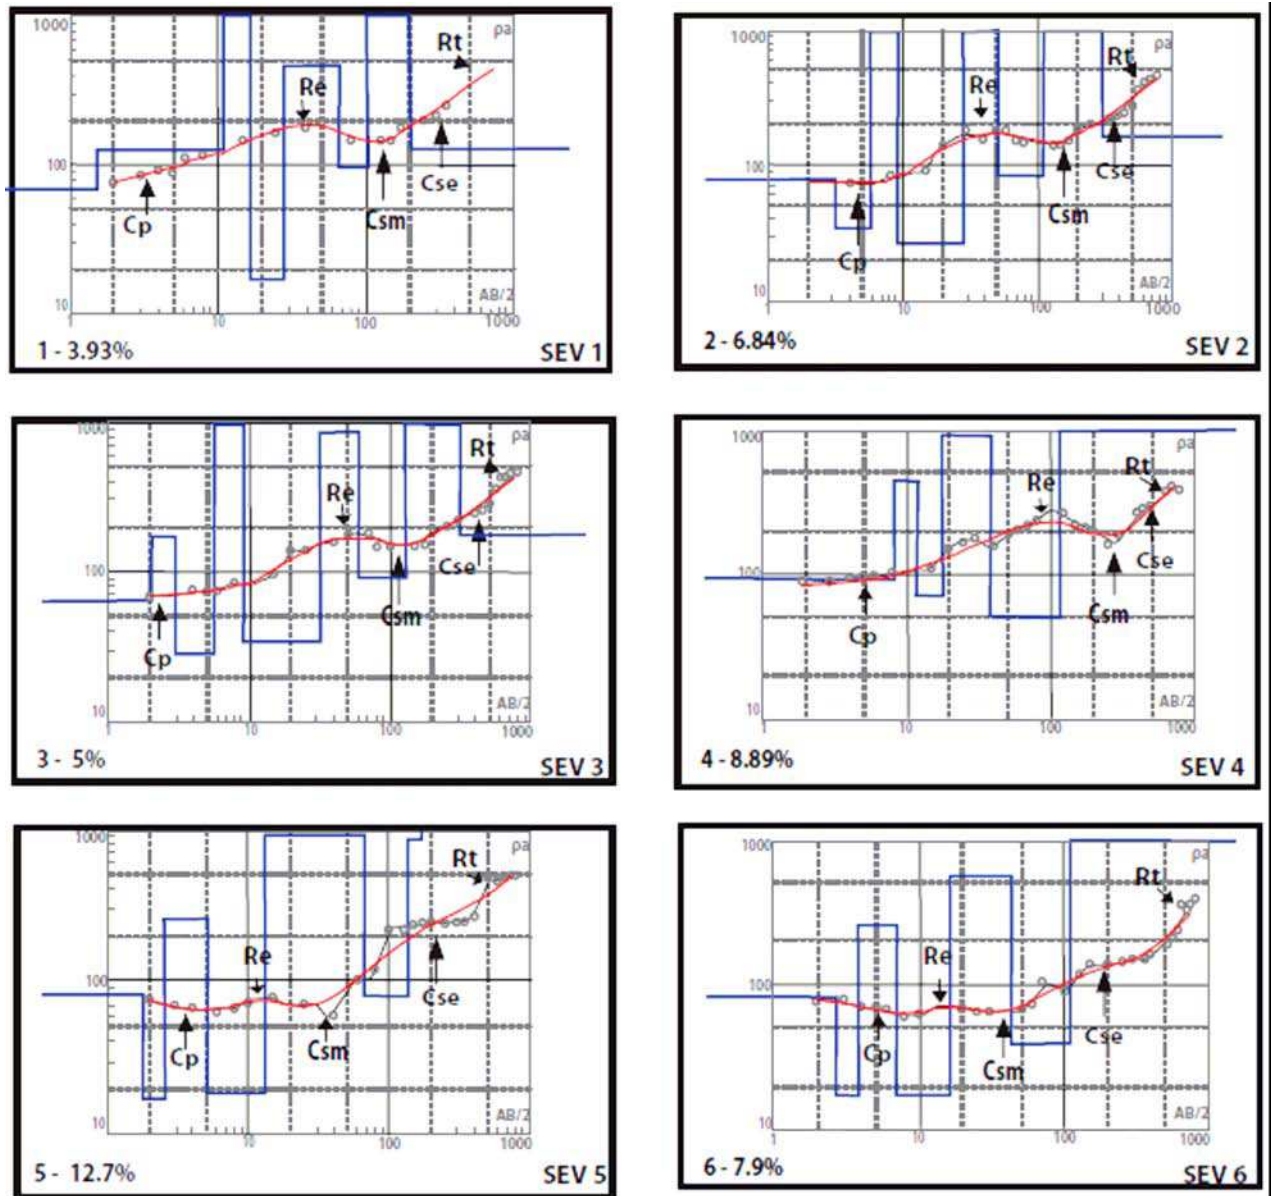 1000
ρa
Rt
Re
100
Cp
Csm
Cse
10
AB/2
1
10
100
1000
1 - 3.93%
SEV 1
1000
ρa
Rt
Re
100
Cp
Csm
Cse
10
AB/2
1
10
100
1000
2 - 6.84%
SEV 2
1000
ρa
Rt
Re
100
Cp
Csm
Cse
10
AB/2
1
10
100
1000
3 - 5%
SEV 3
1000
ρa
Rt
Re
100
Cp
Csm
Cse
10
AB/2
1
10
100
1000
4 - 8.89%
SEV 4
1000
ρa
Rt
Re
100
Cp
Csm
Cse
10
AB/2
10
100
1000
5 - 12.7%
SEV 5
1000
ρa
Rt
Re
100
Cp
Csm
Cse
10
AB/2
1
10
100
1000
6 - 7.9%
SEV 6